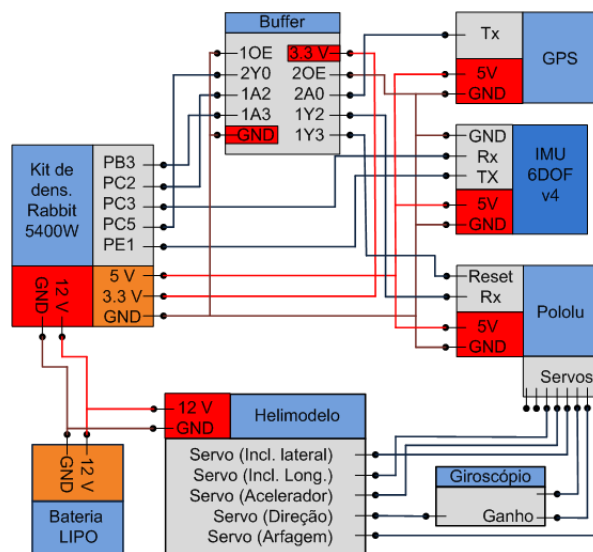 Buffer
1OE
2Y0
1A2
1A3
GND
3.3 V
2OE
2A0
1Y2
1Y3
Tx
5V
GND
GPS
GND
Rx
TX
5V
GND
IMU
6DOF
v4
Kit de
dens.
Rabbit
5400W
PB3
PC2
PC3
PC5
PE1
5 V
3.3 V
GND
GND
12 V
Reset
Rx
5V
GND
Pololu
Servos
12 V
GND
Helimodelo
Servo (Incl. lateral)
Servo (Incl. Long.)
Servo (Acelerador)
Servo (Direção)
Servo (Arfagem)
Giroscópio
Ganho
GND
12 V
Bateria
LIPO